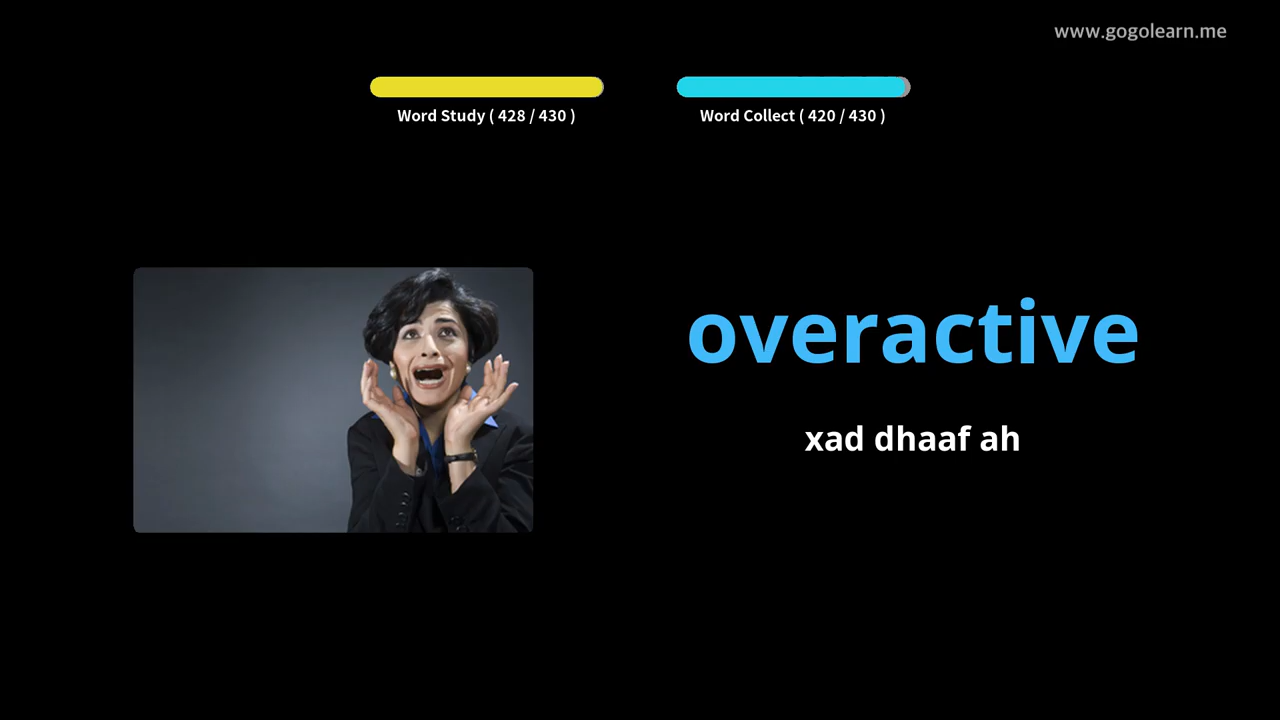 www.gogolearn.me
Word Study ( 428 / 430 )
Word Collect ( 420 / 430 )
overactive
xad dhaaf ah